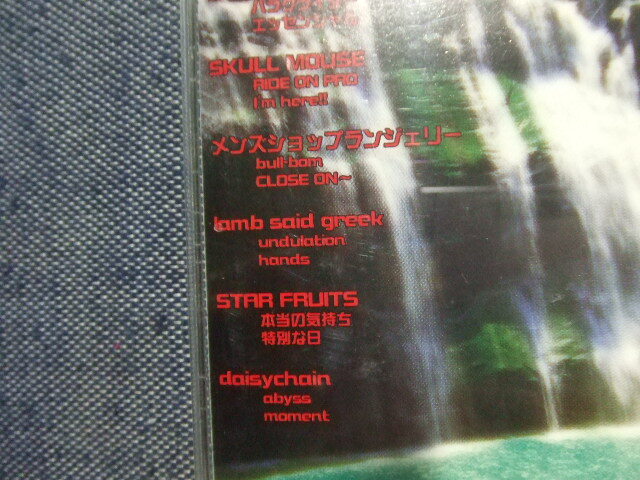 SKULL MOUSE
RIDE ON PRO
I'm here!!
メンズショップランジェリー
bull-bam
CLOSE ON～
lamb said greek
undulation
hands
STAR FRUITS
本当の気持ち
特別な日
daisychain
abyss
moment